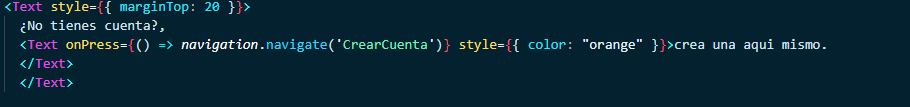 <Text style={{ marginTop: 20 }}>
¿No tienes cuenta?,
<Text onPress={() => navigation.navigate('CrearCuenta')} style={{ color: "orange" }}>crea una aqui mismo.
</Text>
</Text>